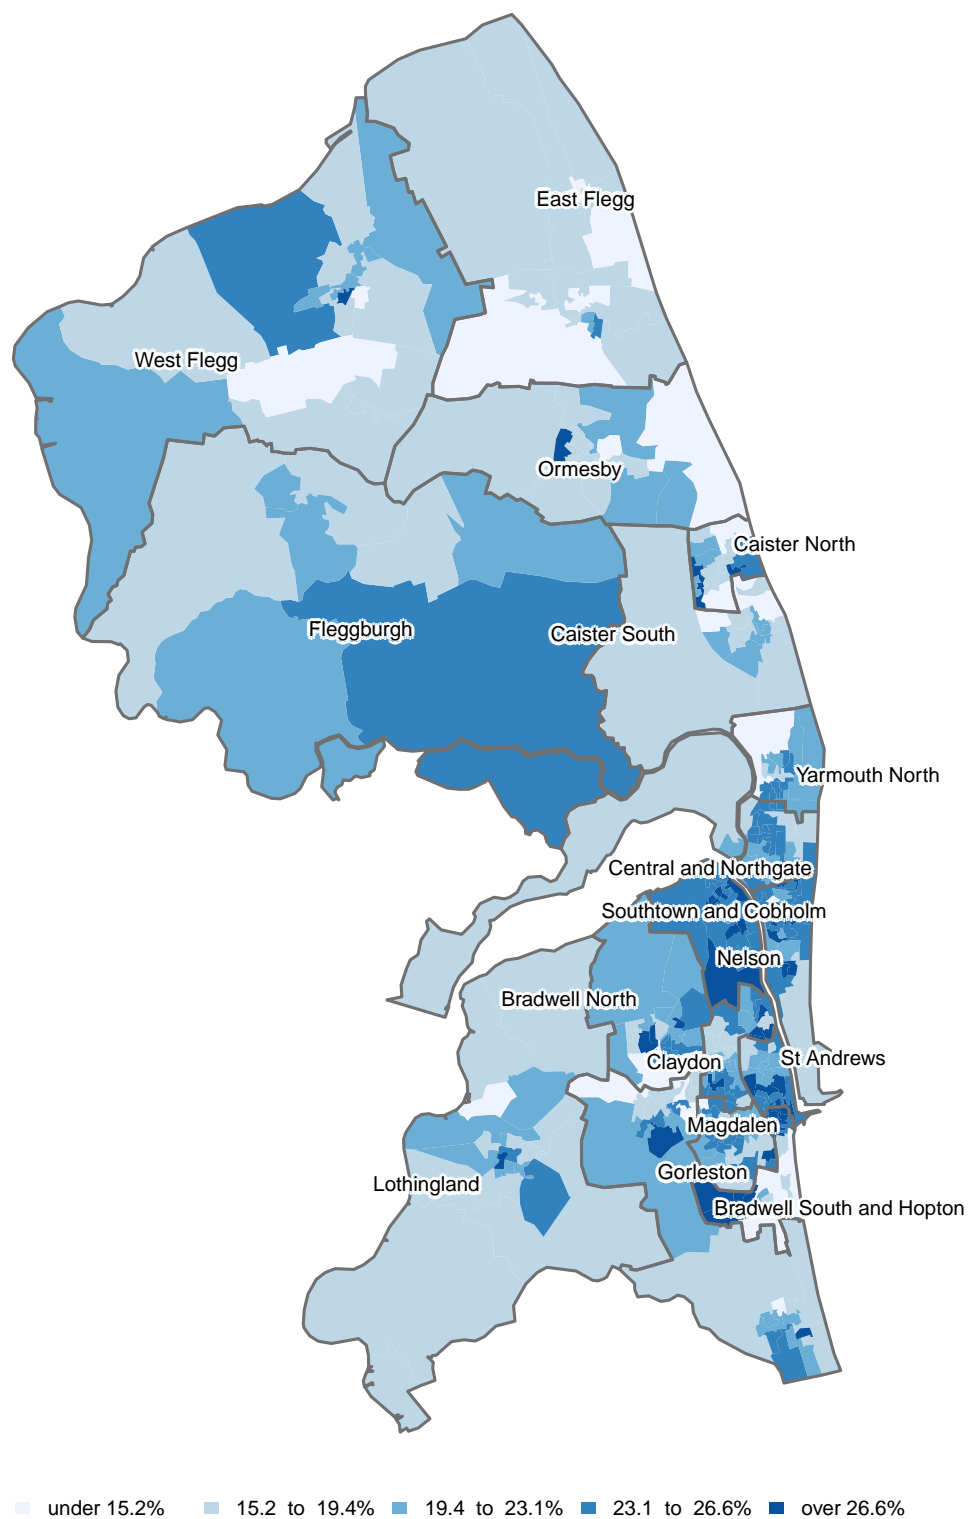 East Flegg
West Flegg
Ormesby
Caister North
Fleggburgh
Caister South
Yarmouth North
Central and Northgate
Southtown and Cobholm
Nelson
Bradwell North
Claydon
St Andrews
Magdalen
Gorleston
Lothingland
Bradwell South and Hopton
under 15.2% 15.2 to 19.4% 19.4 to 23.1% 23.1 to 26.6% over 26.6%